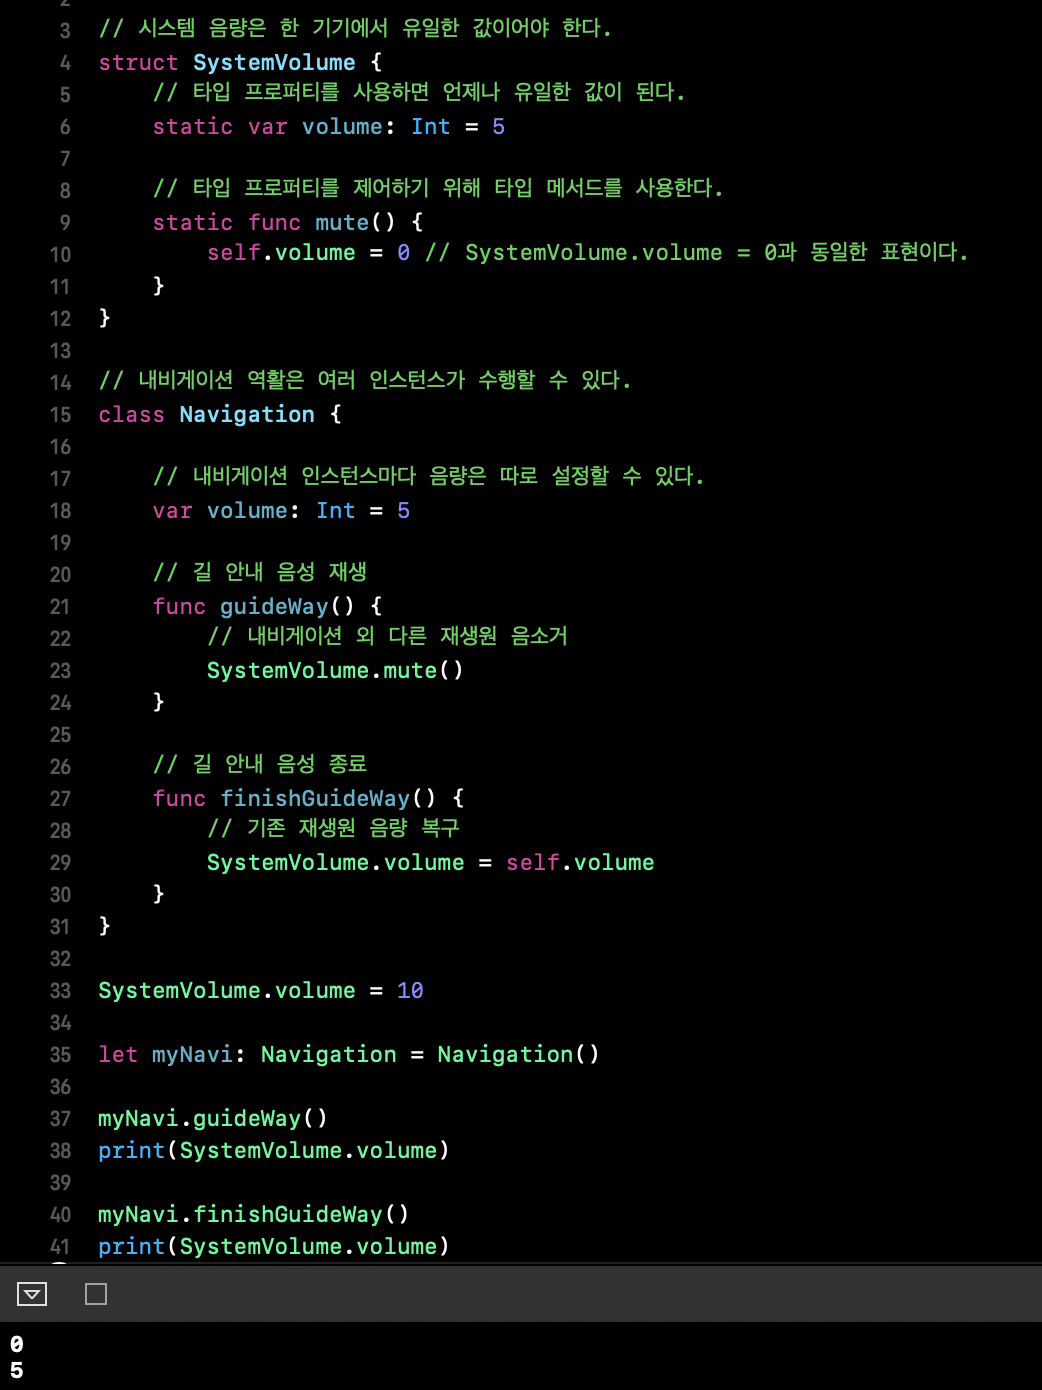 2
3 // 시스템 음량은 한 기기에서 유일한 값이어야 한다.
4 struct SystemVolume {
5 // 타입 프로퍼티를 사용하면 언제나 유일한 값이 된다.
6 static var volume: Int = 5
7
8 // 타입 프로퍼티를 제어하기 위해 타입 메서드를 사용한다.
9 static func mute() {
10 self.volume = 0 // SystemVolume.volume = 0과 동일한 표현이다.
11 }
12 }
13
14 // 내비게이션 역활은 여러 인스턴스가 수행할 수 있다.
15 class Navigation {
16
17 // 내비게이션 인스턴스마다 음량은 따로 설정할 수 있다.
18 var volume: Int = 5
19
20 // 길 안내 음성 재생
21 func guideWay() {
22 // 내비게이션 외 다른 재생원 음소거
23 SystemVolume.mute()
24 }
25
26 // 길 안내 음성 종료
27 func finishGuideWay() {
28 // 기존 재생원 음량 복구
29 SystemVolume.volume = self.volume
30 }
31 }
32
33 SystemVolume.volume = 10
34
35 let myNavi: Navigation = Navigation()
36
37 myNavi.guideWay()
38 print(SystemVolume.volume)
39
40 myNavi.finishGuideWay()
41 print(SystemVolume.volume)
0
5